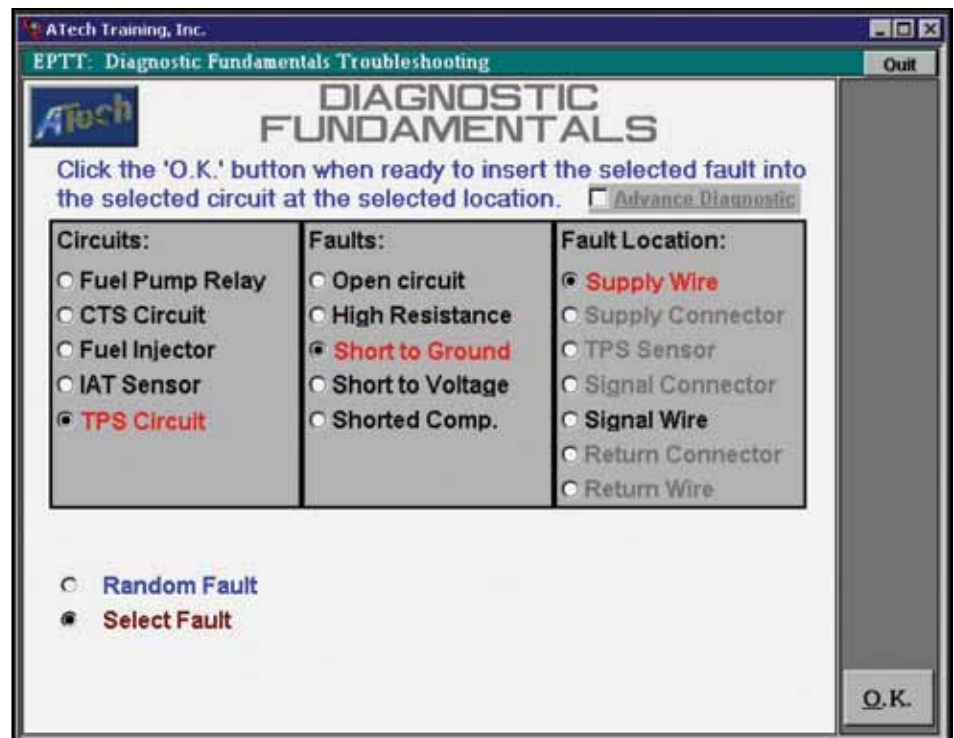 ATech Training, Inc.
EPTT: Diagnostic Fundamentals Troubleshooting
Quit
ATech
DIAGNOSTIC
FUNDAMENTALS
Click the 'O.K.' button when ready to insert the selected fault into
the selected circuit at the selected location.
Advance Diagnostic
Circuits:
Fuel Pump Relay
CTS Circuit
Fuel Injector
IAT Sensor
TPS Circuit
Faults:
Open circuit
High Resistance
Short to Ground
Short to Voltage
Shorted Comp.
Fault Location:
Supply Wire
Supply Connector
TPS Sensor
Signal Connector
Signal Wire
Return Connector
Return Wire
Random Fault
Select Fault
O.K.